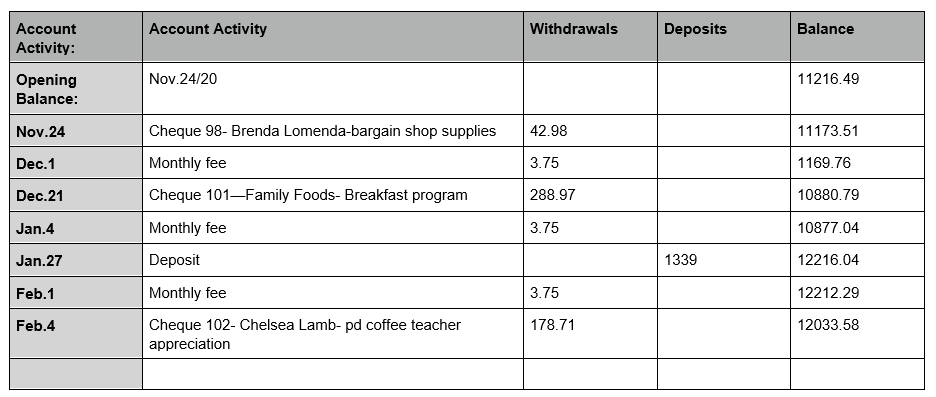 Account Activity: Account Activity Withdrawals Deposits Balance
Opening Balance: Nov.24/20 11216.49
Nov.24 Cheque 98- Brenda Lomenda-bargain shop supplies 42.98 11173.51
Dec.1 Monthly fee 3.75 1169.76
Dec.21 Cheque 101—Family Foods- Breakfast program 288.97 10880.79
Jan.4 Monthly fee 3.75 10877.04
Jan.27 Deposit 1339 12216.04
Feb.1 Monthly fee 3.75 12212.29
Feb.4 Cheque 102- Chelsea Lamb- pd coffee teacher appreciation 178.71 12033.58